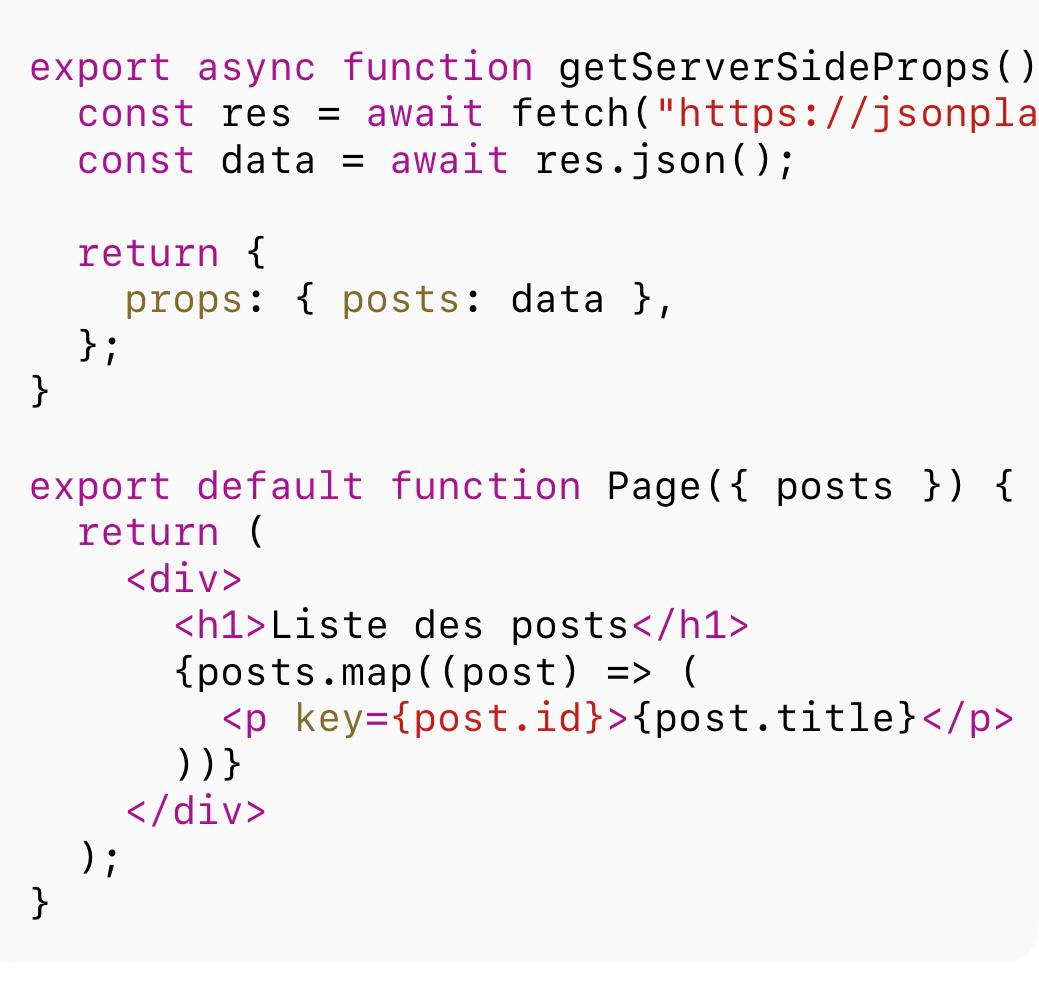 export async function getServerSideProps()
  const res = await fetch("https://jsonpla
  const data = await res.json();

  return {
    props: { posts: data },
  };
}

export default function Page({ posts }) {
  return (
    <div>
      <h1>Liste des posts</h1>
      {posts.map((post) => (
        <p key={post.id}>{post.title}</p>
      ))}
    </div>
  );
}